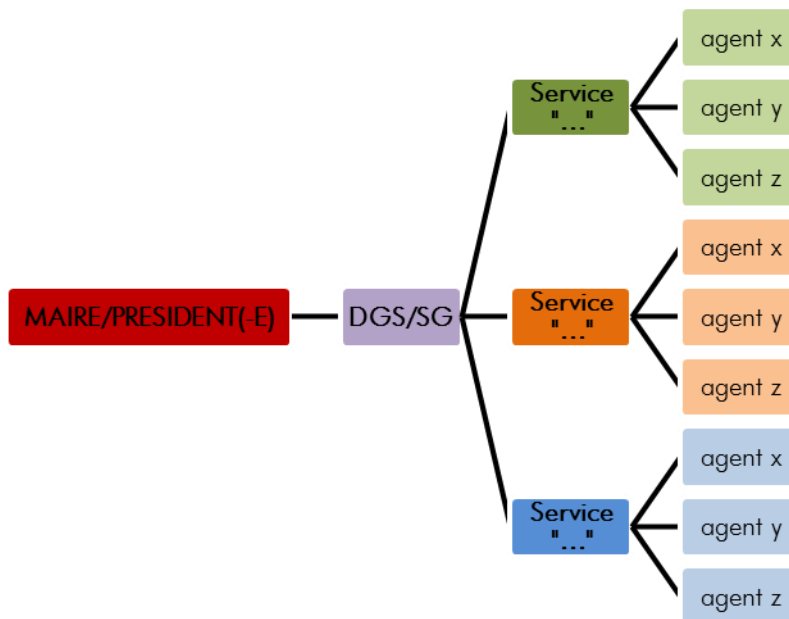 MAIRE/PRESIDENT(-E)
DGS/SG
Service
"..."
agent x
agent y
agent z
Service
"..."
agent x
agent y
agent z
Service
"..."
agent x
agent y
agent z